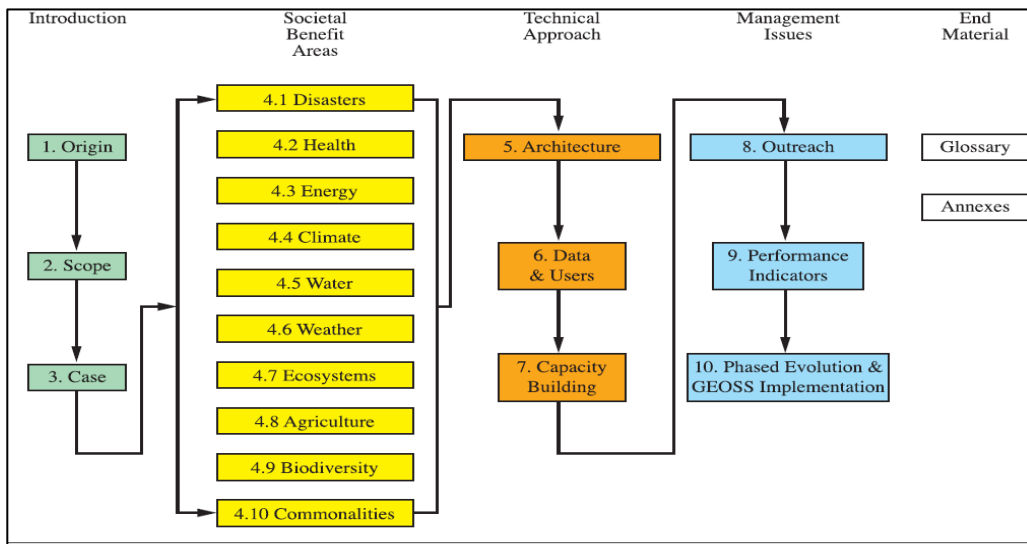 Introduction
Societal
Benefit
Areas
Technical
Approach
Management
Issues
End
Material
1. Origin
2. Scope
3. Case
4.1 Disasters
4.2 Health
4.3 Energy
4.4 Climate
4.5 Water
4.6 Weather
4.7 Ecosystems
4.8 Agriculture
4.9 Biodiversity
4.10 Commonalities
5. Architecture
6. Data
& Users
7. Capacity
Building
8. Outreach
9. Performance
Indicators
10. Phased Evolution &
GEOSS Implementation
Glossary
Annexes